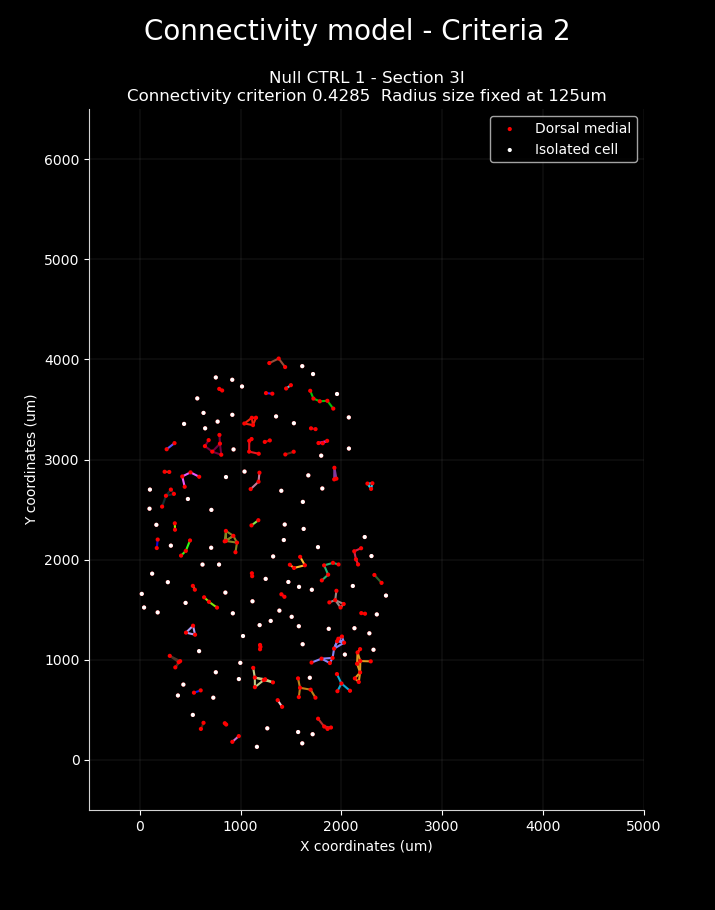 Connectivity model - Criteria 2
Null CTRL 1 - Section 3l
Connectivity criterion 0.4285  Radius size fixed at 125um
Dorsal medial
Isolated cell
6000
5000
4000
3000
2000
1000
0
Y coordinates (um)
0 1000 2000 3000 4000 5000
X coordinates (um)